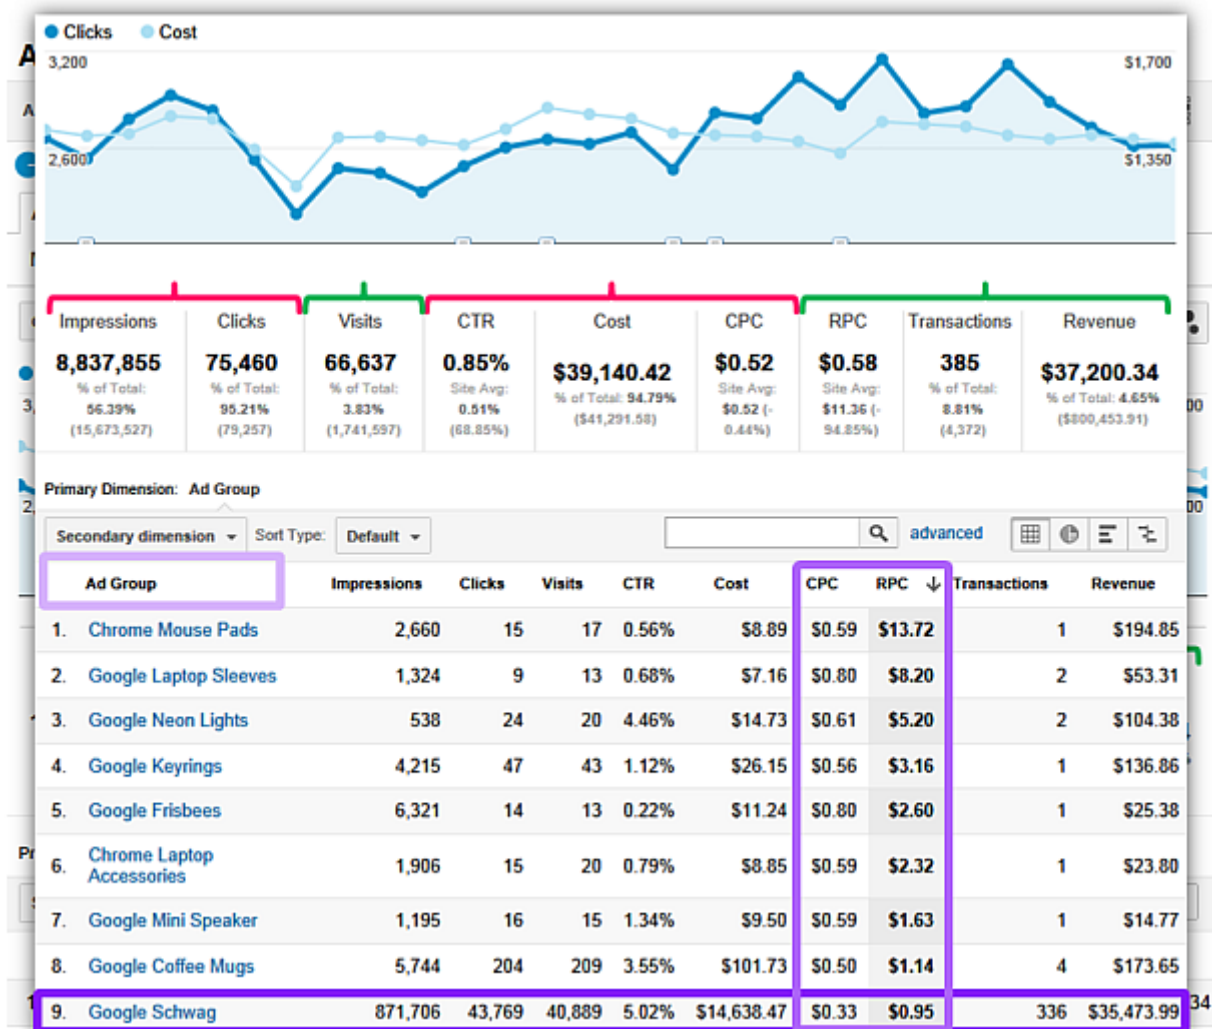 Clicks Cost
3,200 $1,700
2,600 $1,350
Impressions Clicks Visits CTR Cost CPC RPC Transactions Revenue
8,837,855 75,460 66,637 0.85% $39,140.42 $0.52 $0.58 385 $37,200.34
% of Total: % of Total: % of Total: Site Avg: % of Total: 94.79% Site Avg: Site Avg: % of Total: % of Total: 4.65%
56.39% 95.21% 3.83% 0.51% ($41,291.58) $0.52 (- $11.36 (- 8.81% ($800,453.91)
(15,673,527) (79,257) (1,741,597) (68.85%) 0.44%) 94.85%) (4,372)
Primary Dimension: Ad Group
Secondary dimension Sort Type: Default advanced
Ad Group Impressions Clicks Visits CTR Cost CPC RPC Transactions Revenue
1. Chrome Mouse Pads 2,660 15 17 0.56% $8.89 $0.59 $13.72 1 $194.85
2. Google Laptop Sleeves 1,324 9 13 0.68% $7.16 $0.80 $8.20 2 $53.31
3. Google Neon Lights 538 24 20 4.46% $14.73 $0.61 $5.20 2 $104.38
4. Google Keyrings 4,215 47 43 1.12% $26.15 $0.56 $3.16 1 $136.86
5. Google Frisbees 6,321 14 13 0.22% $11.24 $0.80 $2.60 1 $25.38
6. Chrome Laptop Accessories 1,906 15 20 0.79% $8.85 $0.59 $2.32 1 $23.80
7. Google Mini Speaker 1,195 16 15 1.34% $9.50 $0.59 $1.63 1 $14.77
8. Google Coffee Mugs 5,744 204 209 3.55% $101.73 $0.50 $1.14 4 $173.65
9. Google Schwag 871,706 43,769 40,889 5.02% $14,638.47 $0.33 $0.95 336 $35,473.99